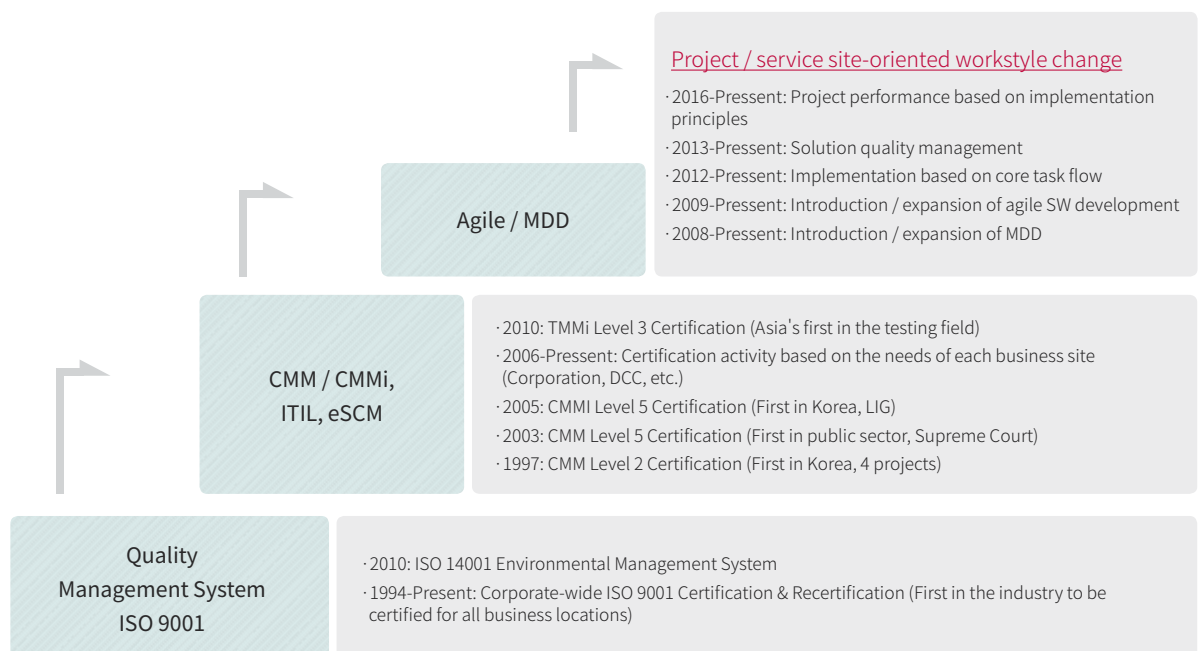 Project / service site-oriented workstyle change
·2016-Pressent: Project performance based on implementation
principles
·2013-Pressent: Solution quality management
·2012-Pressent: Implementation based on core task flow
·2009-Pressent: Introduction / expansion of agile SW development
·2008-Pressent: Introduction / expansion of MDD
Agile / MDD
·2010: TMMi Level 3 Certification (Asia's first in the testing field)
·2006-Pressent: Certification activity based on the needs of each business site
(Corporation, DCC, etc.)
·2005: CMMI Level 5 Certification (First in Korea, LIG)
·2003: CMM Level 5 Certification (First in public sector, Supreme Court)
·1997: CMM Level 2 Certification (First in Korea, 4 projects)
CMM / CMMi,
ITIL, eSCM
Quality
Management System
ISO 9001
·2010: ISO 14001 Environmental Management System
·1994-Present: Corporate-wide ISO 9001 Certification & Recertification (First in the industry to be
certified for all business locations)